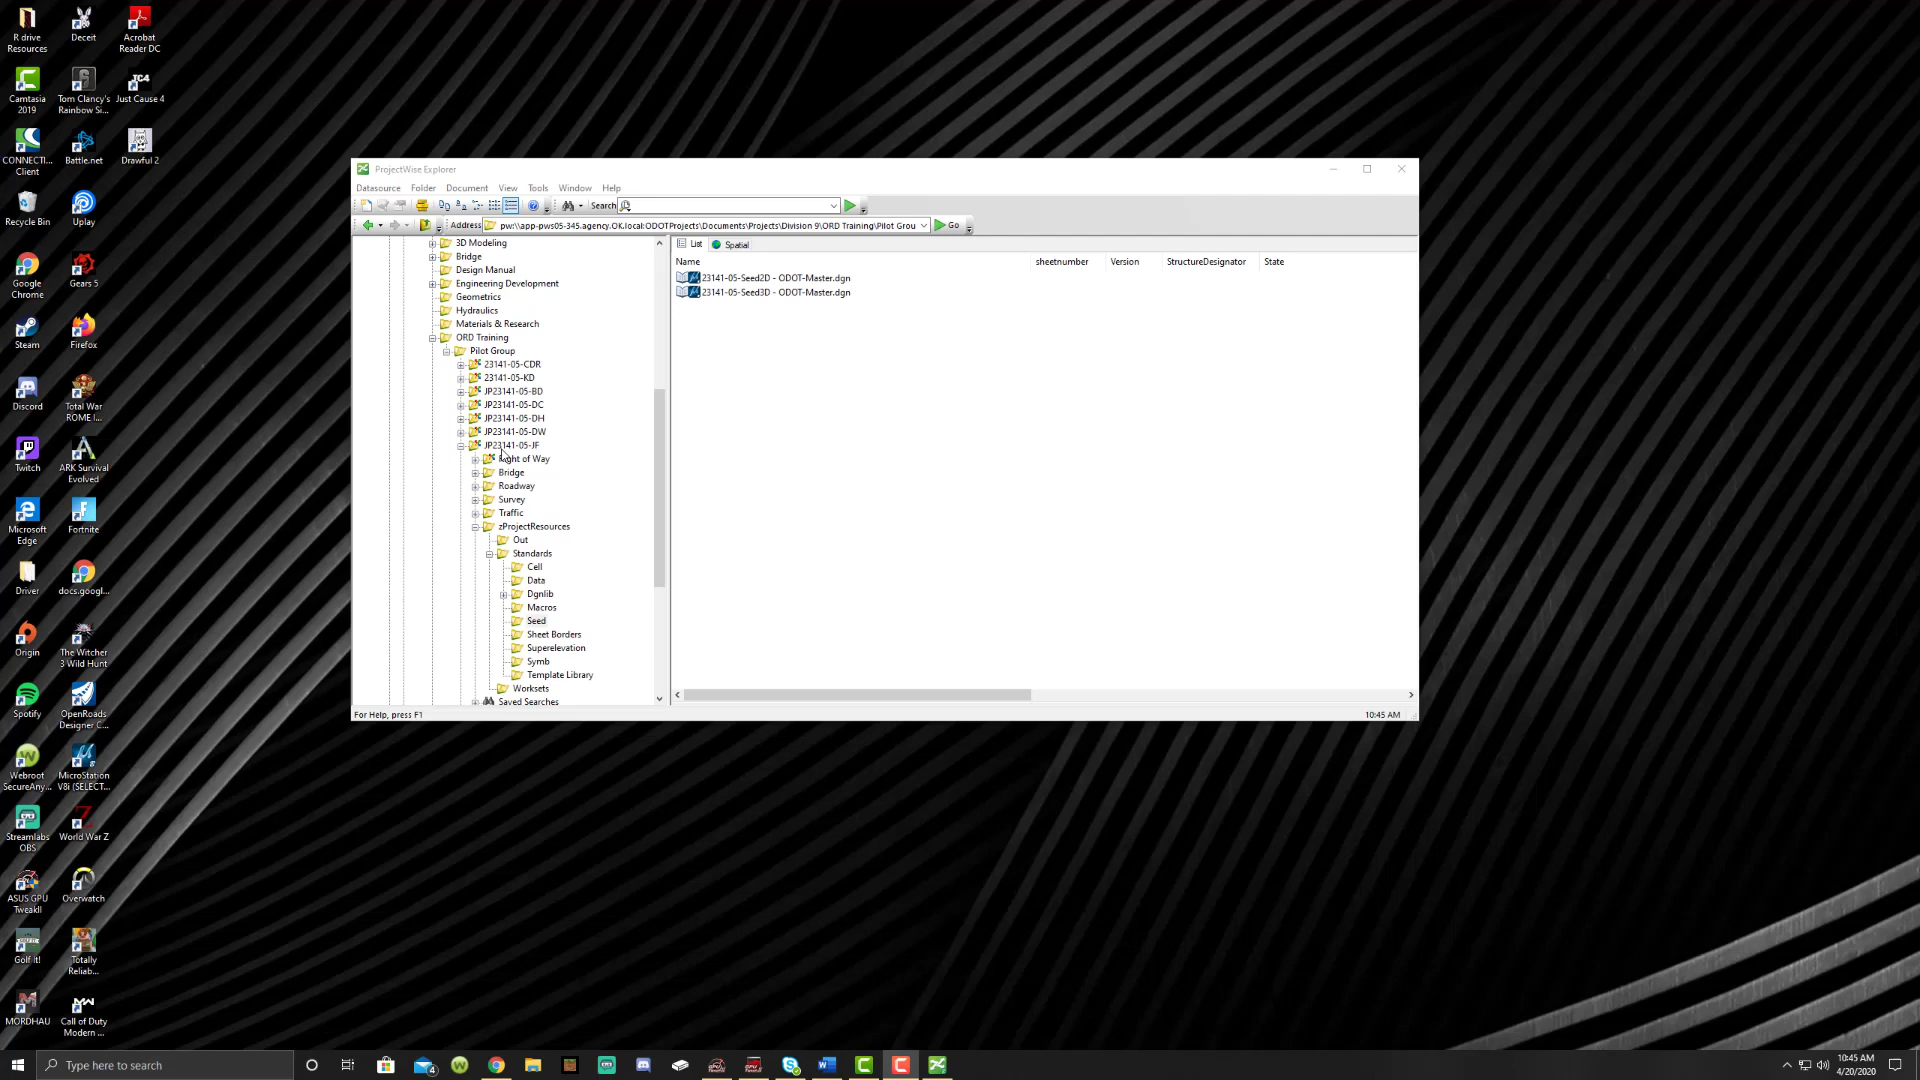 R drive
Resources
Deceit
Acrobat
Reader DC
Camtasia
2019
Tom Clancy's
Rainbow Si...
Just Cause 4
CONNECTI...
Client
Battle.net
Drawful 2
Recycle Bin
Uplay
Google
Chrome
Gears 5
Steam
Firefox
Discord
Total War
ROME I...
Twitch
ARK Survival
Evolved
Microsoft
Edge
Fortnite
Driver
docs.googl...
Origin
The Witcher
3 Wild Hunt
Spotify
OpenRoads
Designer C...
Webroot
SecureAny...
MicroStation
V8i (SELECT...
Streamlabs
OBS
World War Z
ASUS GPU
TweakII
Overwatch
Golf It!
Totally
Reliab...
MORDHAU
Call of Duty
Modern ...
ProjectWise Explorer
Datasource Folder Document View Tools Window Help
Search
Address pw:\\app-pws05-345.agency.OK.local:ODOTProjects\Documents\Projects\Division 9\ORD Training\Pilot Grou Go
3D Modeling
Bridge
Design Manual
Engineering Development
Geometrics
Hydraulics
Materials & Research
ORD Training
Pilot Group
23141-05-CDR
23141-05-KD
JP23141-05-BD
JP23141-05-DC
JP23141-05-DH
JP23141-05-DW
JP23141-05-JF
Right of Way
Bridge
Roadway
Survey
Traffic
zProjectResources
Out
Standards
Cell
Data
Dgnlib
Macros
Seed
Sheet Borders
Superelevation
Symb
Template Library
Worksets
Saved Searches
List Spatial
Name sheetnumber Version StructureDesignator State
23141-05-Seed2D - ODOT-Master.dgn
23141-05-Seed3D - ODOT-Master.dgn
For Help, press F1 10:45 AM
Type here to search
4
10:45 AM
4/20/2020